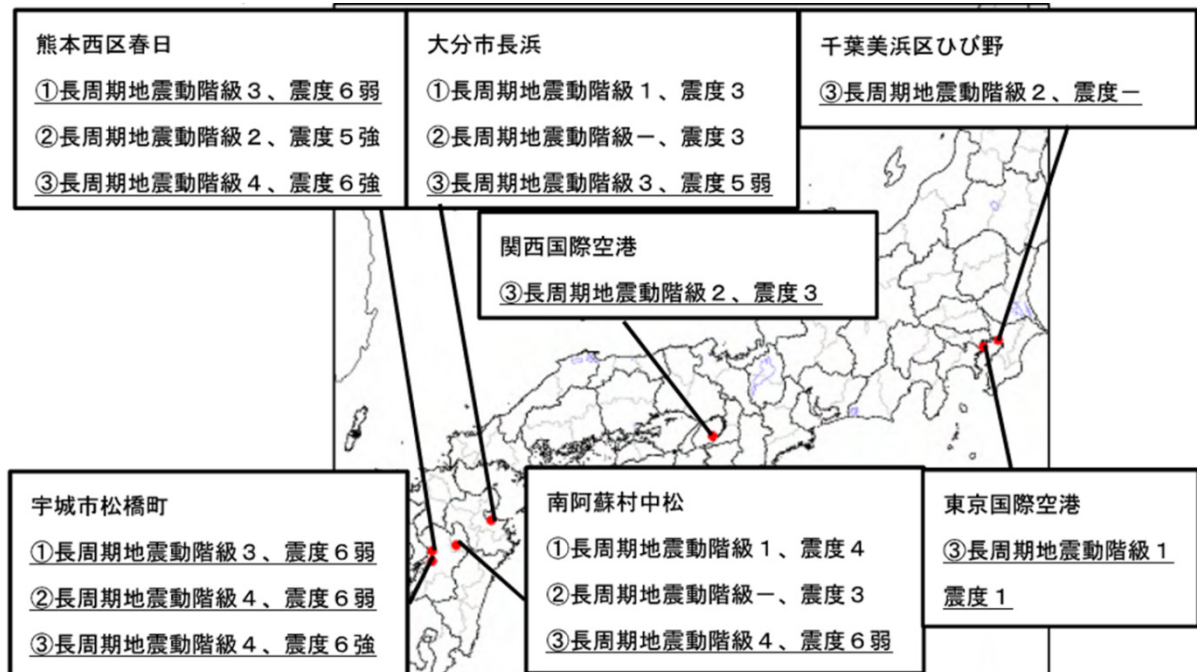 熊本西区春日
①長周期地震動階級３、震度６弱
②長周期地震動階級２、震度５強
③長周期地震動階級４、震度６強
大分市長浜
①長周期地震動階級１、震度３
②長周期地震動階級－、震度３
③長周期地震動階級３、震度５弱
千葉美浜区ひび野
③長周期地震動階級２、震度－
関西国際空港
③長周期地震動階級２、震度３
宇城市松橋町
①長周期地震動階級３、震度６弱
②長周期地震動階級４、震度６弱
③長周期地震動階級４、震度６強
南阿蘇村中松
①長周期地震動階級１、震度４
②長周期地震動階級－、震度３
③長周期地震動階級４、震度６弱
東京国際空港
③長周期地震動階級１
震度１